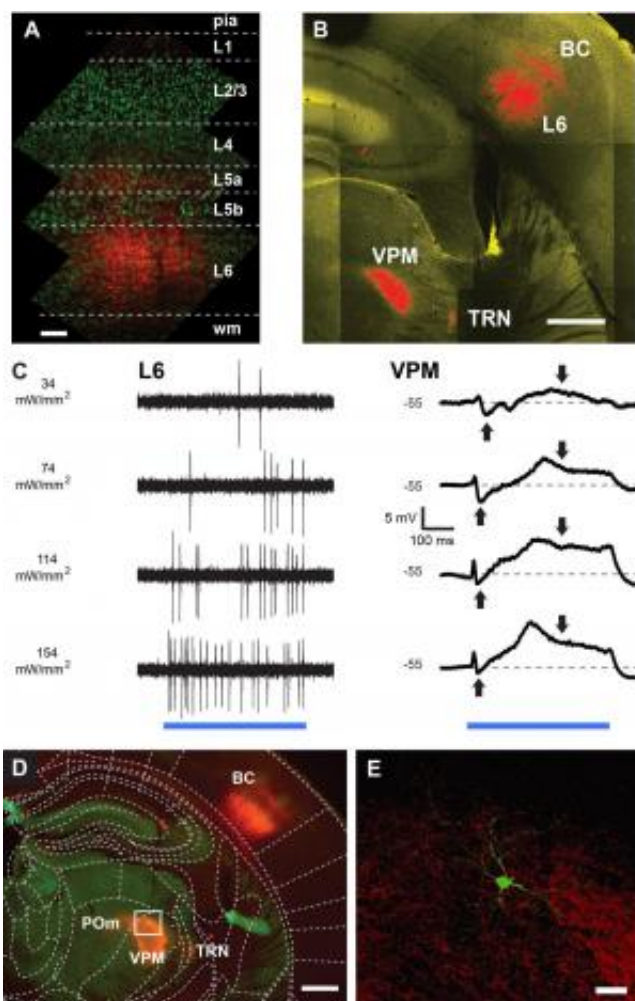 A
pia
L1
L2/3
L4
L5a
L5b
L6
wm
B
BC
L6
VPM
TRN
C
L6
VPM
34
mW/mm2
-55
74
mW/mm2
-55
5 mV
100 ms
114
mW/mm2
-55
154
mW/mm2
-55
D
BC
POm
VPM
TRN
E